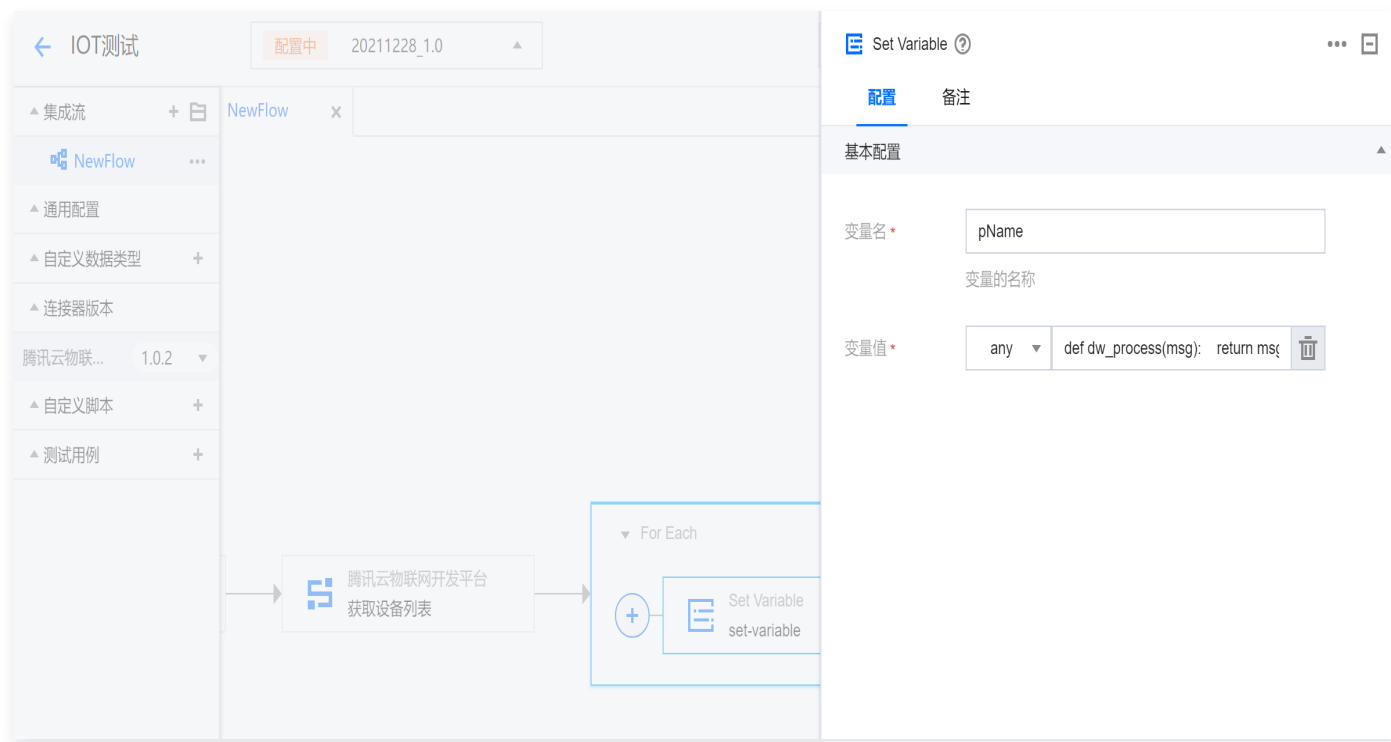 IOT测试
配置中 20211228_1.0
集成流
NewFlow
NewFlow
通用配置
自定义数据类型
连接器版本
腾讯云物联... 1.0.2
自定义脚本
测试用例
腾讯云物联网开发平台
获取设备列表
For Each
Set Variable
set-variable
Set Variable
配置 备注
基本配置
变量名 * pName
变量的名称
变量值 * any def dw_process(msg): return msg